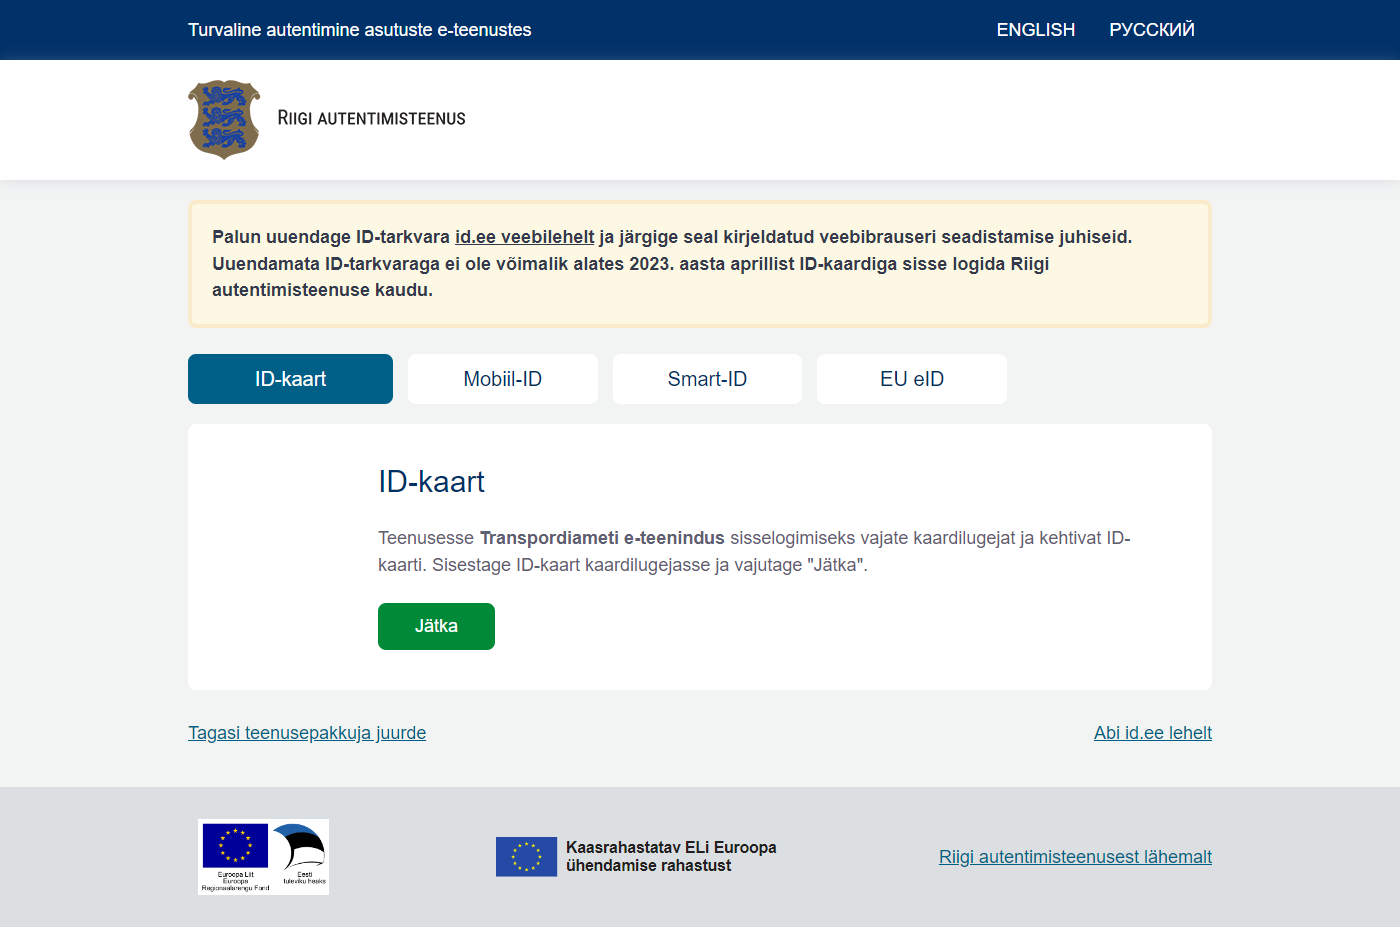 Turvaline autentimine asutuste e-teenustes
ENGLISH
РУССКИЙ
RIIGI AUTENTIMISTEENUS
Palun uuendage ID-tarkvara id.ee veebilehelt ja järgige seal kirjeldatud veebibrauseri seadistamise juhiseid.
Uuendamata ID-tarkvaraga ei ole võimalik alates 2023. aasta aprillist ID-kaardiga sisse logida Riigi
autentimisteenuse kaudu.
ID-kaart
Mobiil-ID
Smart-ID
EU eID
ID-kaart
Teenusesse Transpordiameti e-teenindus sisselogimiseks vajate kaardilugejat ja kehtivat ID-
kaarti. Sisestage ID-kaart kaardilugejasse ja vajutage "Jätka".
Jätka
Tagasi teenusepakkuja juurde
Abi id.ee lehelt
Euroopa Liit
Euroopa
Regionaalarengu Fond
Eesti
tuleviku heaks
Kaasrahastatav ELi Euroopa
ühendamise rahastust
Riigi autentimisteenusest lähemalt